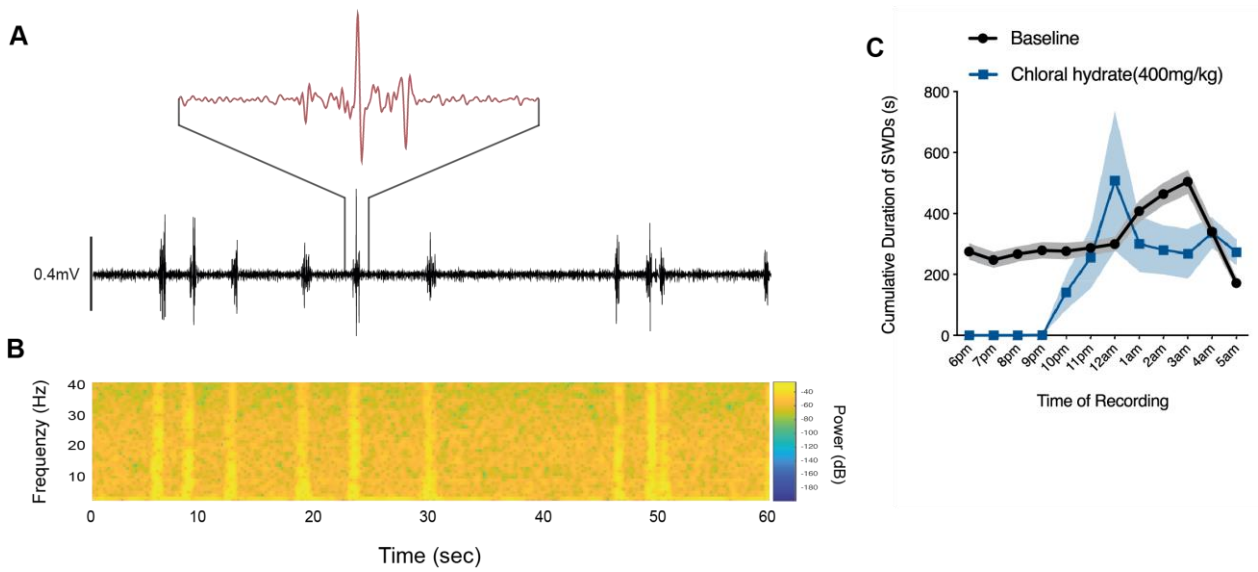 A
0.4mV
B
Frequenzy (Hz)
40
30
20
10
0
10
20
30
40
50
60
Time (sec)
-40
-60
-80
-100
-120
-140
-160
-180
Power (dB)
C
Baseline
Chloral hydrate(400mg/kg)
Cumulative Duration of SWDs (s)
800
600
400
200
0
6pm
7pm
8pm
9pm
10pm
11pm
12am
1am
2am
3am
4am
5am
Time of Recording